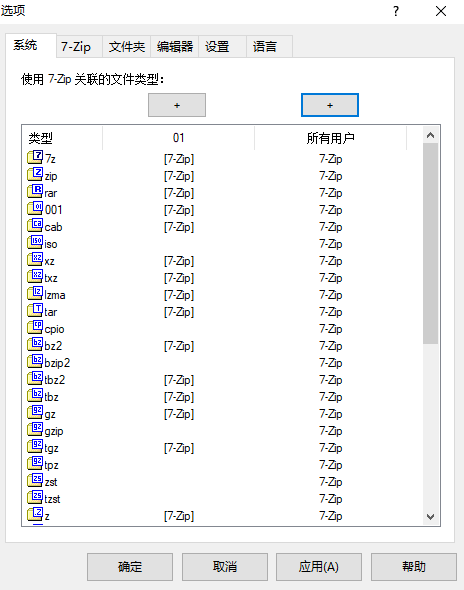 选项 ?
系统 7-Zip 文件夹 编辑器 设置 语言
使用 7-Zip 关联的文件类型：
+ +
类型 01 所有用户
7z [7-Zip] 7-Zip
zip [7-Zip] 7-Zip
rar [7-Zip] 7-Zip
001 [7-Zip] 7-Zip
cab [7-Zip] 7-Zip
iso 7-Zip
xz [7-Zip] 7-Zip
txz [7-Zip] 7-Zip
lzma [7-Zip] 7-Zip
tar [7-Zip] 7-Zip
cpio 7-Zip
bz2 [7-Zip] 7-Zip
bzip2 7-Zip
tbz2 [7-Zip] 7-Zip
tbz [7-Zip] 7-Zip
gz [7-Zip] 7-Zip
gzip 7-Zip
tgz [7-Zip] 7-Zip
tpz 7-Zip
zst 7-Zip
tzst 7-Zip
z [7-Zip] 7-Zip
确定 取消 应用(A) 帮助